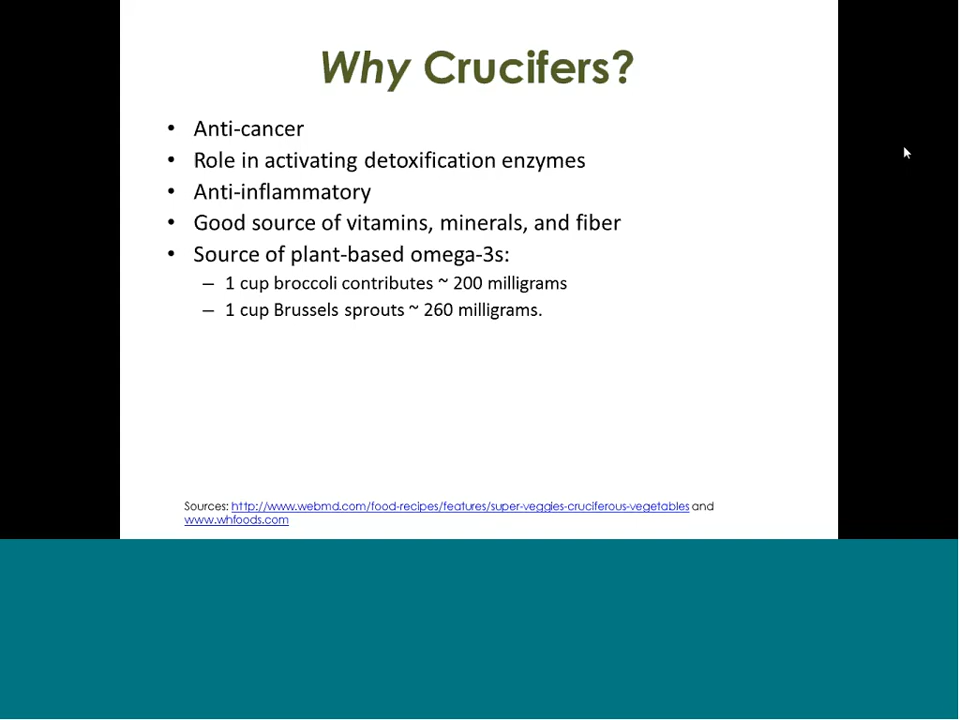 Why Crucifers?
• Anti-cancer
• Role in activating detoxification enzymes
• Anti-inflammatory
• Good source of vitamins, minerals, and fiber
• Source of plant-based omega-3s:
– 1 cup broccoli contributes ~ 200 milligrams
– 1 cup Brussels sprouts ~ 260 milligrams.
Sources: http://www.webmd.com/food-recipes/features/super-veggies-cruciferous-vegetables and
www.whfoods.com